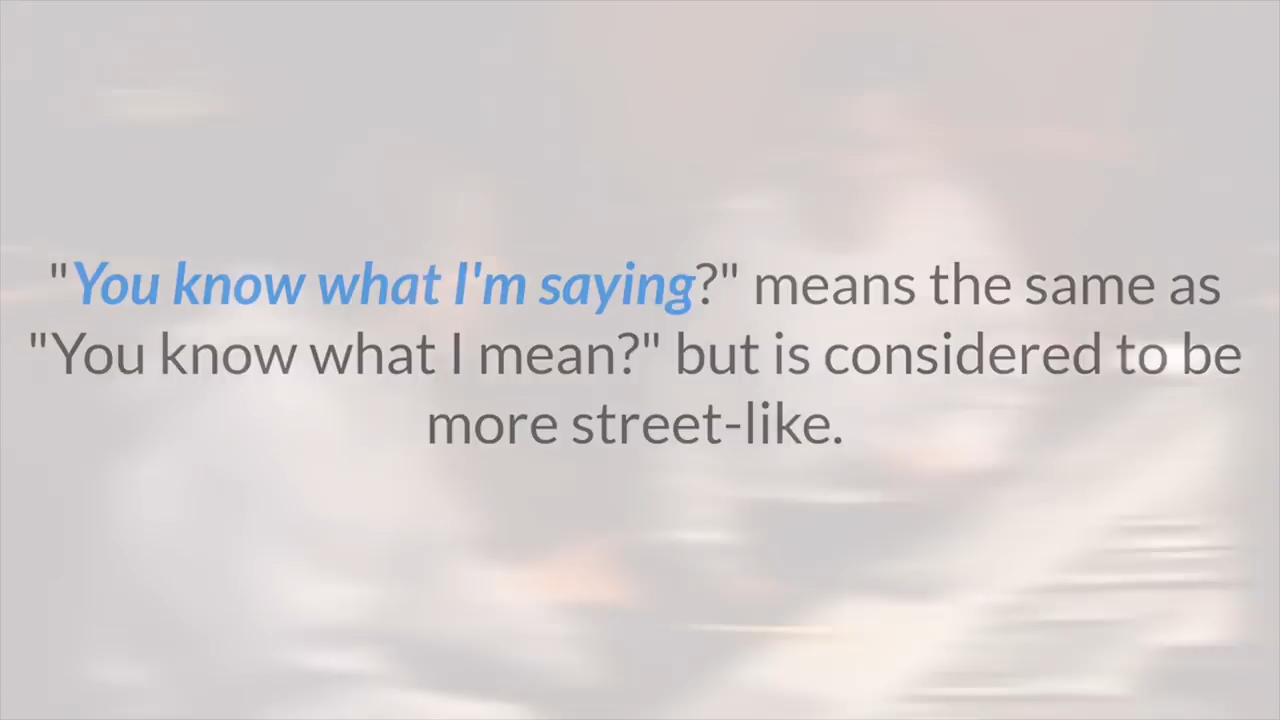 "You know what I'm saying?" means the same as
"You know what I mean?" but is considered to be
more street-like.